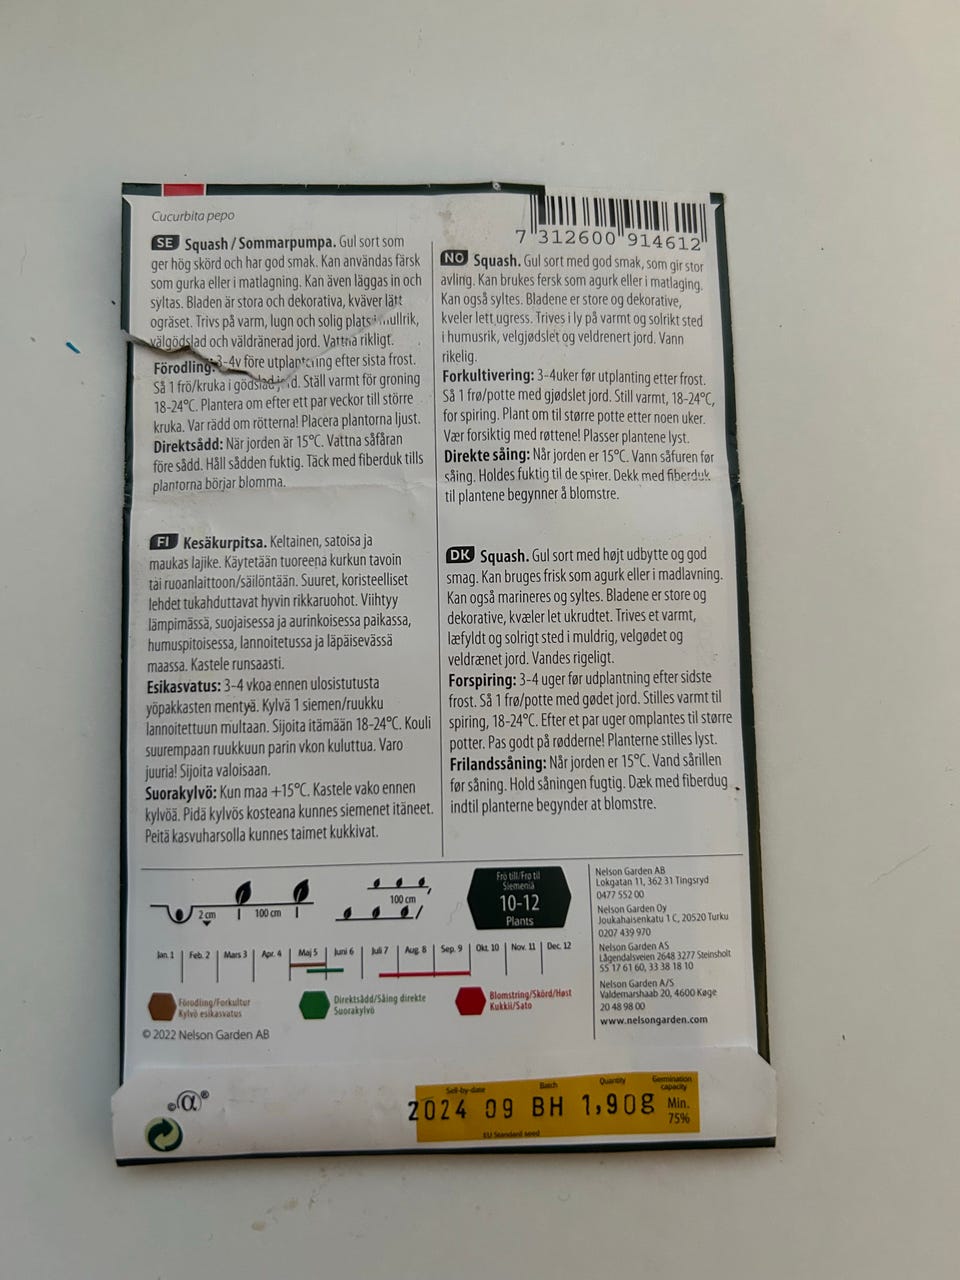 Cucurbita pepo
7 312600 914612
SE Squash / Sommarpumpa. Gul sort som
ger hög skörd och har god smak. Kan användas färsk
som gurka eller i matlagning. Kan även läggas in och
syltas. Bladen är stora och dekorativa, kväver lätt
ogräset. Trivs på varm, lugn och solig plats mullrik,
välgödslad och väldränerad jord. Vattna rikligt.
Förodling: 3-4v före utplantering efter sista frost.
Så 1 frö/kruka i gödslad jord. Ställ varmt för groning
18-24°C. Plantera om efter ett par veckor till större
kruka. Var rädd om rötterna! Placera plantorna ljust.
Direktsådd: När jorden är 15°C. Vattna såfåran
före sådd. Håll sådden fuktig. Täck med fiberduk tills
plantorna börjar blomma.
NO Squash. Gul sort med god smak, som gir stor
avling. Kan brukes fersk som agurk eller i matlaging.
Kan også syltes. Bladene er store og dekorative,
kveler lett ugress. Trives i ly på varmt og solrikt sted
i humusrik, velgjødslet og veldrenert jord. Vann
rikelig.
Forkultivering: 3-4uker før utplanting etter frost.
Så 1 frø/potte med gjødslet jord. Still varmt, 18-24°C,
for spiring. Plant om til større potte etter noen uker.
Vær forsiktig med røttene! Plasser plantene lyst.
Direkte såing: Når jorden er 15°C. Vann såfuren før
såing. Holdes fuktig til de spirer. Dekk med fiberduk
til plantene begynner å blomstre.
FI Kesäkurpitsa. Keltainen, satoisa ja
maukas lajike. Käytetään tuoreena kurkun tavoin
tai ruoanlaittoon/säilöntään. Suuret, koristeelliset
lehdet tukahduttavat hyvin rikkaruohot. Viihtyy
lämpimässä, suojaisessa ja aurinkoisessa paikassa,
humuspitoisessa, lannoitetussa ja läpäisevässä
maassa. Kastele runsaasti.
Esikasvatus: 3-4 vkoa ennen ulosistutusta
yöpakkasten mentyä. Kylvä 1 siemen/ruukku
lannoitettuun multaan. Sijoita itämään 18-24°C. Kouli
suurempaan ruukkuun parin vkon kuluttua. Varo
juuria! Sijoita valoisaan.
Suorakylvö: Kun maa +15°C. Kastele vako ennen
kylvöä. Pidä kylvös kosteana kunnes siemenet itäneet.
Peitä kasvuharsolla kunnes taimet kukkivat.
DK Squash. Gul sort med højt udbytte og god
smag. Kan bruges frisk som agurk eller i madlavning.
Kan også marineres og syltes. Bladene er store og
dekorative, kvæler let ukrudtet. Trives et varmt,
læfyldt og solrigt sted i muldrig, velgødet og
veldrænet jord. Vandes rigeligt.
Forspiring: 3-4 uger før udplantning efter sidste
frost. Så 1 frø/potte med gødet jord. Stilles varmt til
spiring, 18-24°C. Efter et par uger omplantes til større
potter. Pas godt på rødderne! Planterne stilles lyst.
Frilandssåning: Når jorden er 15°C. Vand sårillen
før såning. Hold såningen fugtig. Dæk med fiberdug
indtil planterne begynder at blomstre.
2 cm
100 cm
100 cm
Frö till/Frø til
Siemeniä
10-12
Plants
Jan. 1 Feb. 2 Mars 3 Apr. 4 Maj 5 Juni 6 Juli 7 Aug. 8 Sep. 9 Okt. 10 Nov. 11 Dec. 12
Förodling/Forkultur
Kylvö esikasvatus
Direktsådd/Såing direkte
Suorakylvö
Blomstring/Skörd/Høst
Kukkii/Sato
© 2022 Nelson Garden AB
Nelson Garden AB
Lokgatan 11, 362 31 Tingsryd
0477 552 00
Nelson Garden Oy
Joukahaisenkatu 1 C, 20520 Turku
0207 439 970
Nelson Garden AS
Lågendalsveien 2648 3277 Steinsholt
55 17 61 60, 33 38 18 10
Nelson Garden A/S
Valdemarshaab 20, 4600 Køge
20 48 98 00
www.nelsongarden.com
©α®
Sell-by-date Batch Quantity Germination
capacity
2024 09 BH 1,90g Min.
75%
EU Standard seed